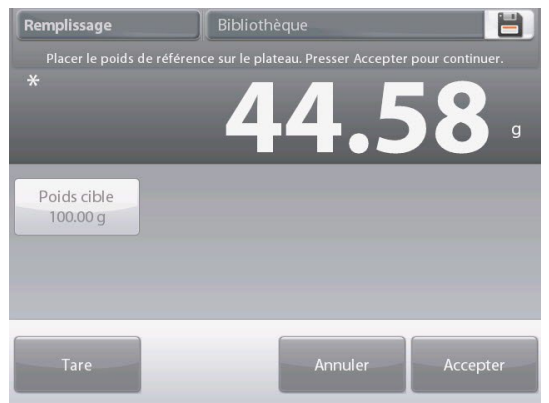 Remplissage Bibliothèque
Placer le poids de référence sur le plateau. Presser Accepter pour continuer.
*
44.58 g
Poids cible
100.00 g
Tare Annuler Accepter